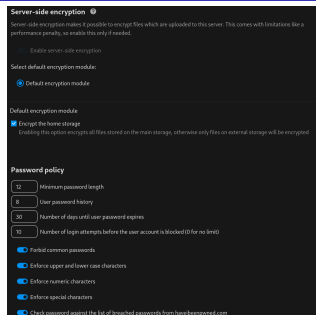 Server-side encryption
Server-side encryption makes it possible to encrypt files which are uploaded to this server. This comes with limitations like a
performance penalty, so enable this only if needed.
Enable server-side encryption
Select default encryption module:
Default encryption module
Default encryption module
Encrypt the home storage
Enabling this option encrypts all files stored on the main storage, otherwise only files on external storage will be encrypted
Password policy
12 Minimum password length
8 User password history
30 Number of days until user password expires
10 Number of login attempts before the user account is blocked (0 for no limit)
Forbid common passwords
Enforce upper and lower case characters
Enforce numeric characters
Enforce special characters
Check password against the list of breached passwords from haveibeenpwned.com